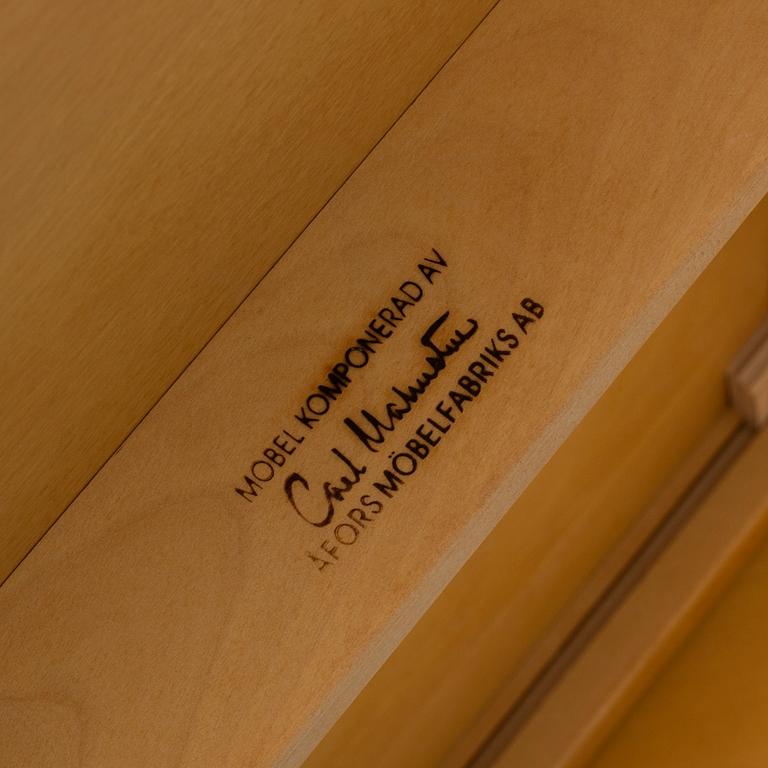 MÖBEL KOMPONERAD AV
Carl Malmsten
ÅFORS MÖBELFABRIKS AB